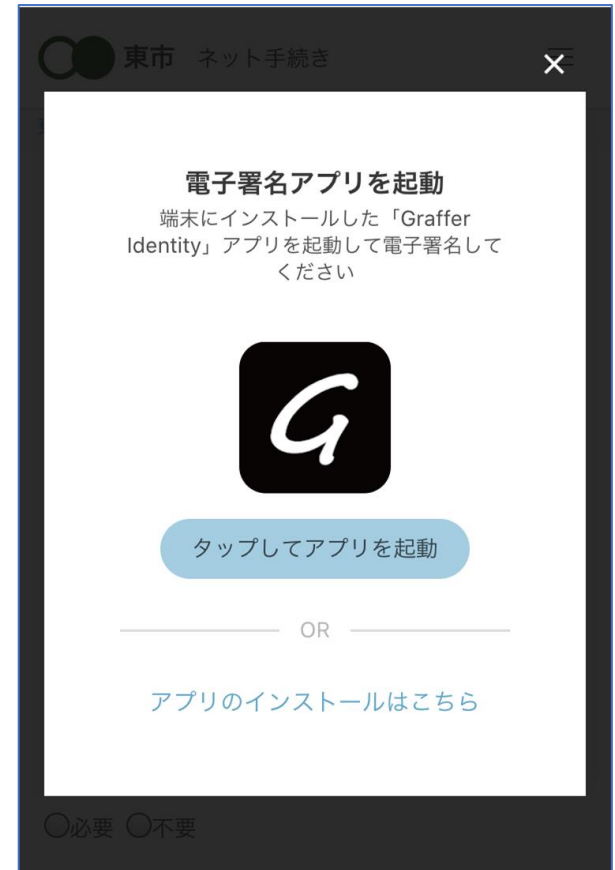 東市 ネット手続き
電子署名アプリを起動
端末にインストールした「Graffer
Identity」アプリを起動して電子署名して
ください
G
タップしてアプリを起動
OR
アプリのインストールはこちら
○必要 ○不要